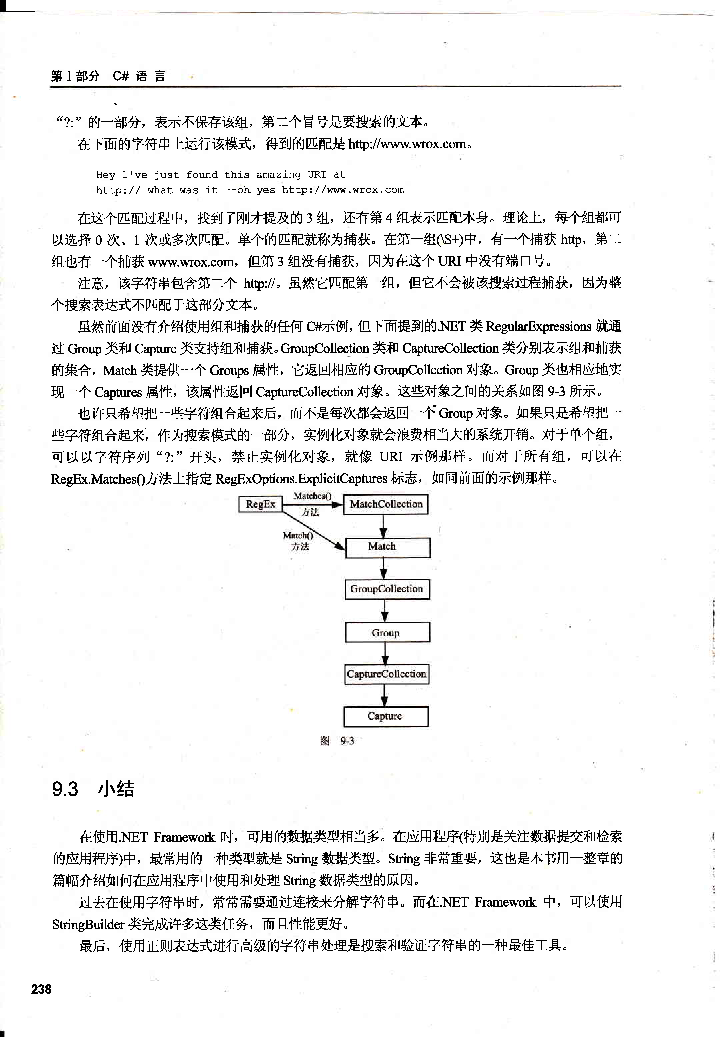 第1部分 C# 语 言
“?:”的一部分，表示不保存该组，第二个冒号是要搜索的文本。
在下面的字符串上运行该模式，得到的匹配是 http://www.wrox.com。
Hey I've just found this amazing URI at
http:// what was it --oh yes http://www.wrox.com
在这个匹配过程中，找到了刚才提及的 3 组，还有第 4 组表示匹配本身。理论上，每个组都可
以选择 0 次、1 次或多次匹配。单个的匹配就称为捕获。在第一组(\S+)中，有一个捕获 http，第二
组也有一个捕获 www.wrox.com，但第 3 组没有捕获，因为在这个 URI 中没有端口号。
注意，该字符串包含第二个 http://。虽然它匹配第一组，但它不会被该搜索过程捕获，因为整
个搜索表达式不匹配于这部分文本。
虽然前面没有介绍使用组和捕获的任何 C#示例，但下面提到的.NET 类 RegularExpressions 就通
过 Group 类和 Capture 类支持组和捕获。GroupCollection 类和 CaptureCollection 类分别表示组和捕获
的集合，Match 类提供一个 Groups 属性，它返回相应的 GroupCollection 对象。Group 类也相应地实
现一个 Captures 属性，该属性返回 CaptureCollection 对象。这些对象之间的关系如图 9-3 所示。
也许只希望把一些字符组合起来后，而不是每次都会返回一个 Group 对象。如果只是希望把一
些字符组合起来，作为搜索模式的一部分，实例化对象就会浪费相当大的系统开销。对于单个组，
可以以字符序列“?:”开头，禁止实例化对象，就像 URI 示例那样。而对于所有组，可以在
RegEx.Matches()方法上指定 RegExOptions.ExplicitCaptures 标志，如同前面的示例那样。
RegEx
Matches()
方法
MatchCollection
Match()
方法
Match
GroupCollection
Group
CaptureCollection
Capture
图 9-3
9.3 小结
在使用.NET Framework 时，可用的数据类型相当多。在应用程序(特别是关注数据提交和检索
的应用程序)中，最常用的一种类型就是 String 数据类型。String 非常重要，这也是本书用一整章的
篇幅介绍如何在应用程序中使用和处理 String 数据类型的原因。
过去在使用字符串时，常常需要通过连接来分解字符串。而在.NET Framework 中，可以使用
StringBuilder 类完成许多这类任务，而且性能更好。
最后，使用正则表达式进行高级的字符串处理是搜索和验证字符串的一种最佳工具。
238